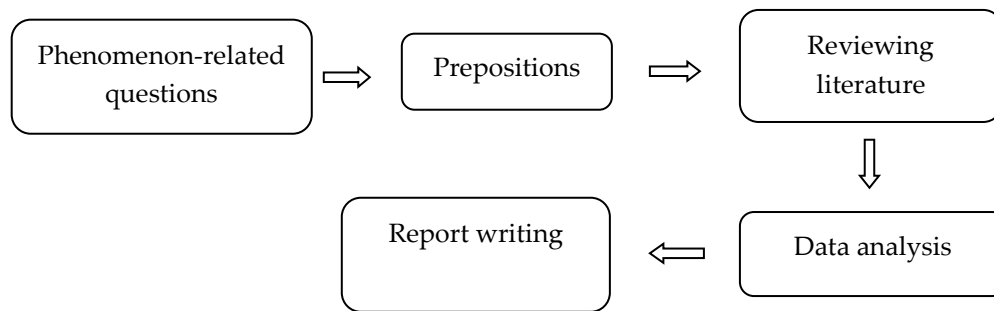 Phenomenon-related
questions
Prepositions
Reviewing
literature
Data analysis
Report writing